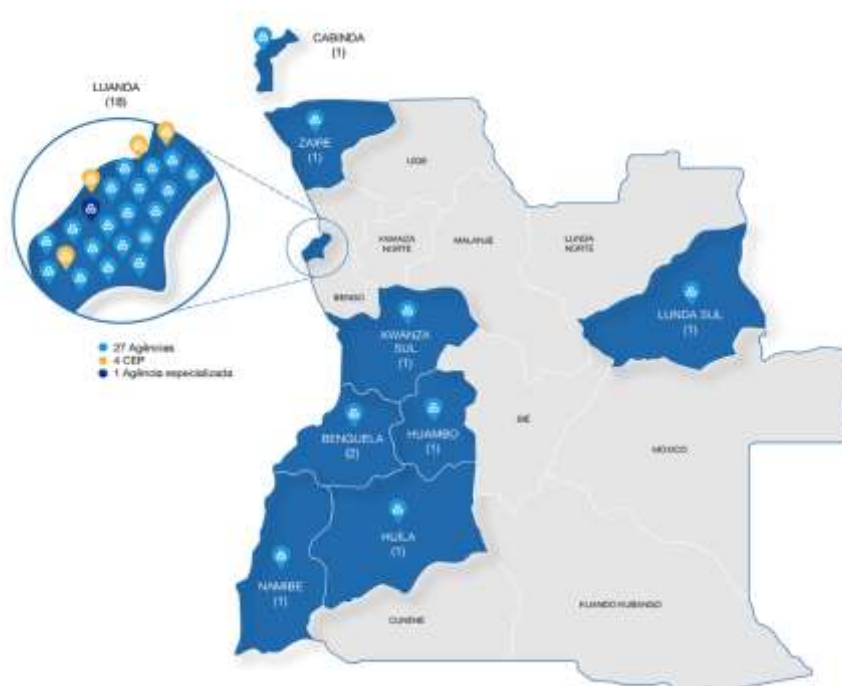 CABINDA
(1)
LUANDA
(18)
ZAIRE
(1)
UÍGE
KWANZA
NORTE
MALANJE
LUNDA
NORTE
BENGO
LUNDA SUL
(1)
KWANZA
SUL
(1)
27 Agências
4 CEP
1 Agência especializada
BENGUELA
(2)
HUAMBO
(1)
BIÉ
MOXICO
HUÍLA
(1)
NAMIBE
(1)
CUNENE
KUANDO KUBANGO